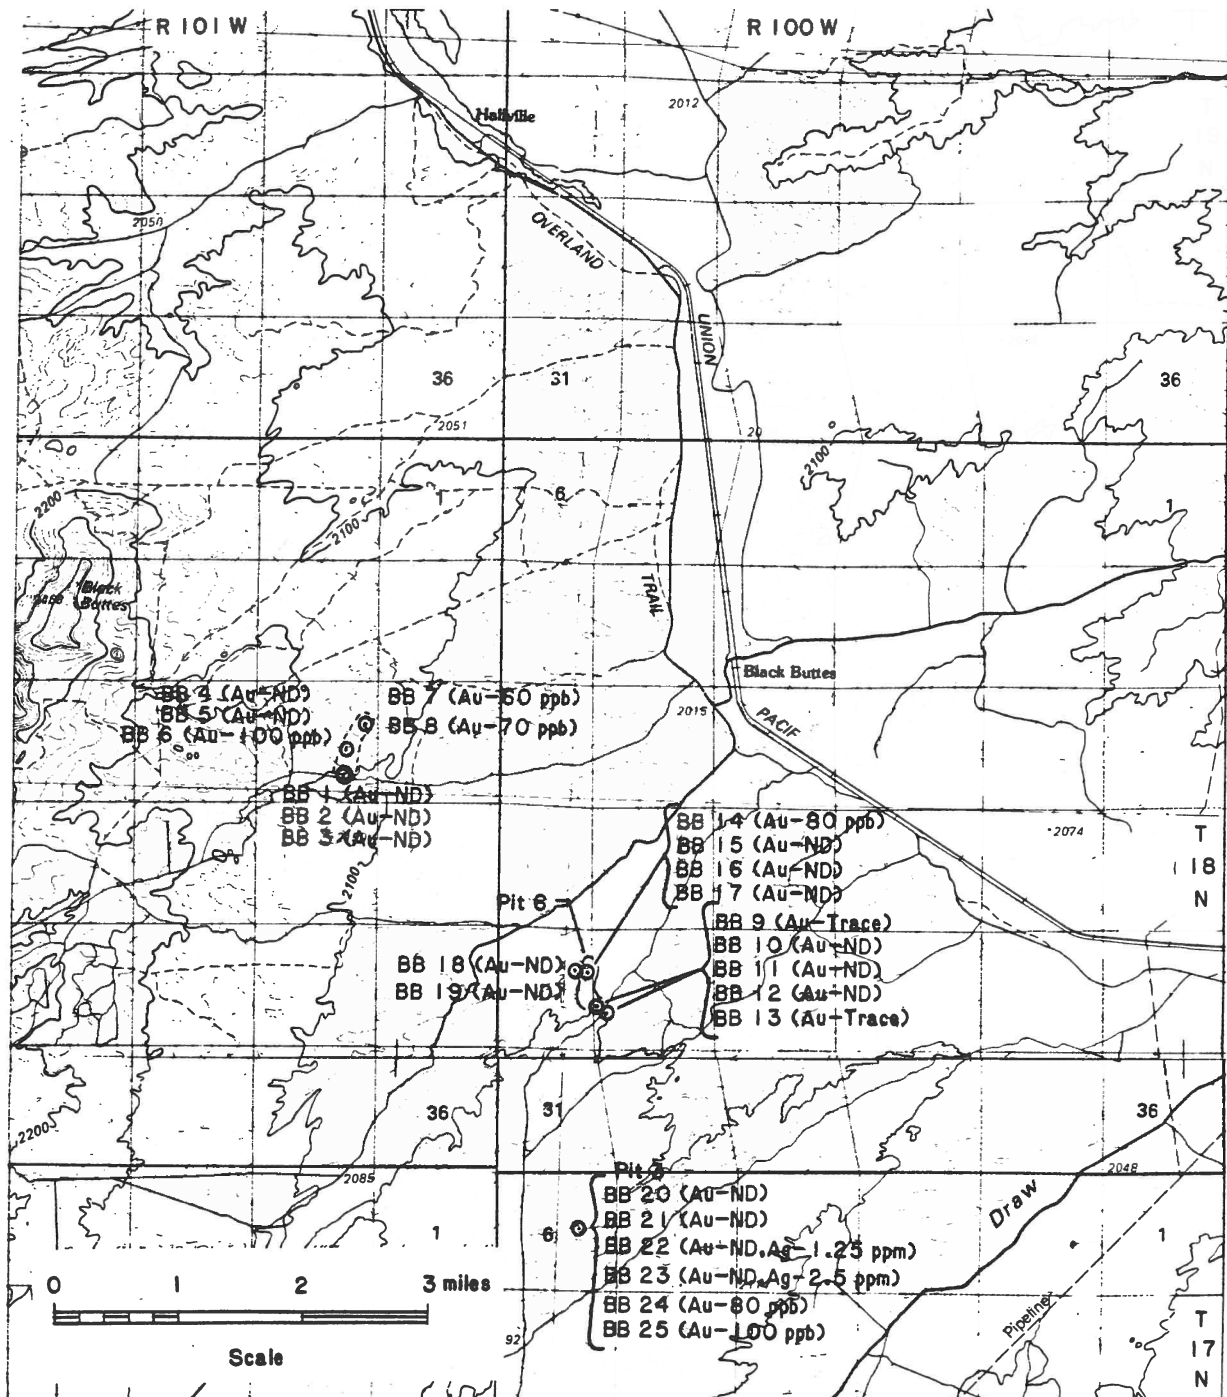 R 101 W
R 100 W
2012
Hallville
2056
OVERLAND
UNION
36
31
36
2051
20
2100
2200
1
6
1
2100
Black
Buttes
TRAIL
Black Buttes
BB 4 (Au-ND)
BB 5 (Au-ND)
BB 6 (Au-100 ppb)
BB 7 (Au-60 ppb)
BB 8 (Au-70 ppb)
2015
PACIF
BB 1 (Au-ND)
BB 2 (Au-ND)
BB 3 (Au-ND)
2100
BB 14 (Au-80 ppb)
BB 15 (Au-ND)
BB 16 (Au-ND)
BB 17 (Au-ND)
2074
T
18
N
Pit 8
BB 9 (Au-Trace)
BB 10 (Au-ND)
BB 11 (Au-ND)
BB 12 (Au-ND)
BB 13 (Au-Trace)
BB 18 (Au-ND)
BB 19 (Au-ND)
36
31
36
2200
2085
2048
Pit
BB 20 (Au-ND)
BB 21 (Au-ND)
BB 22 (Au-ND,Ag-1.25 ppm)
BB 23 (Au-ND,Ag-2.5 ppm)
BB 24 (Au-80 ppb)
BB 25 (Au-100 ppb)
1
6
Draw
1
0 1 2 3 miles
Scale
92
Pipeline
T
17
N